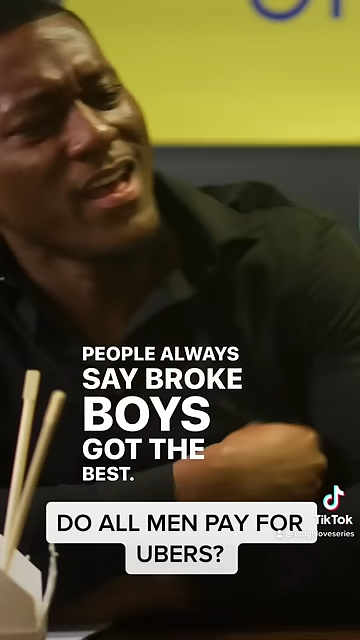 PEOPLE ALWAYS
SAY BROKE
BOYS
GOT THE
BEST.
DO ALL MEN PAY FOR
UBERS?
TikTok